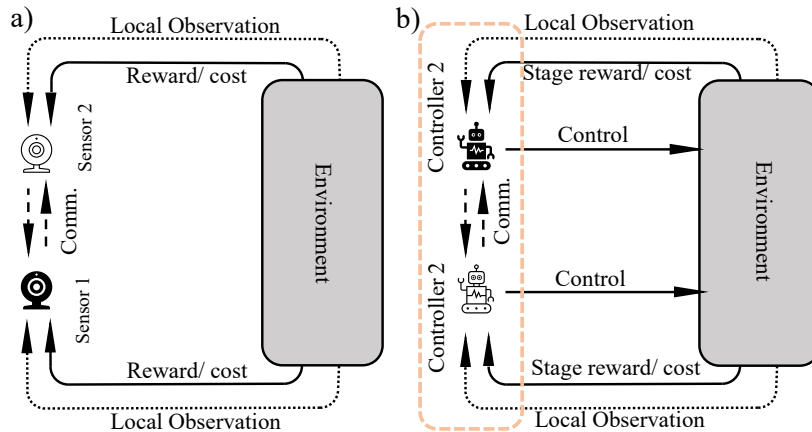 a)
Local Observation
Reward/ cost
Sensor 2
Comm.
Sensor 1
Environment
Reward/ cost
Local Observation
b)
Local Observation
Stage reward/ cost
Controller 2
Control
Comm.
Controller 2
Control
Environment
Stage reward/ cost
Local Observation